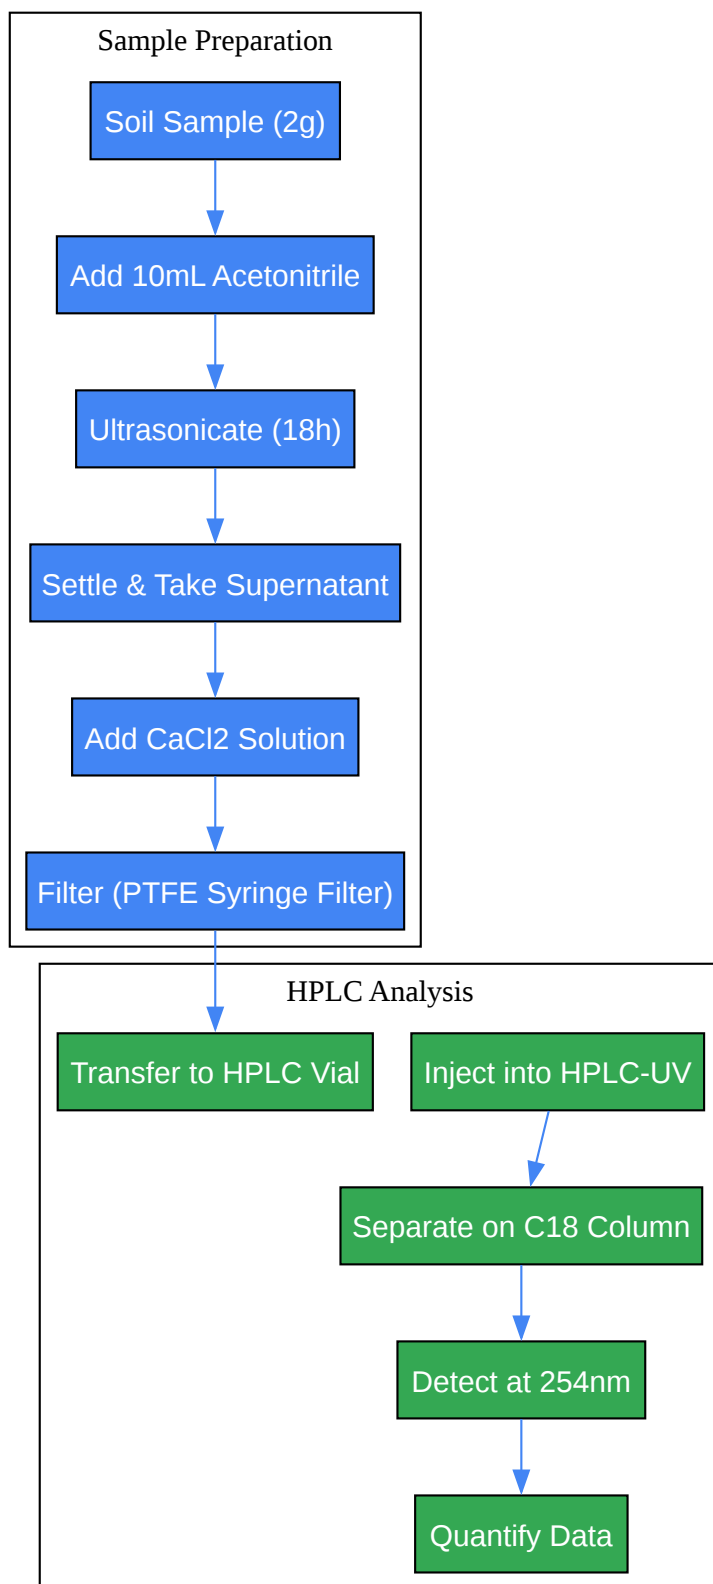 Sample Preparation
Soil Sample (2g)
Add 10mL Acetonitrile
Ultrasonicate (18h)
Settle & Take Supernatant
Add CaCl2 Solution
Filter (PTFE Syringe Filter)
HPLC Analysis
Transfer to HPLC Vial
Inject into HPLC-UV
Separate on C18 Column
Detect at 254nm
Quantify Data